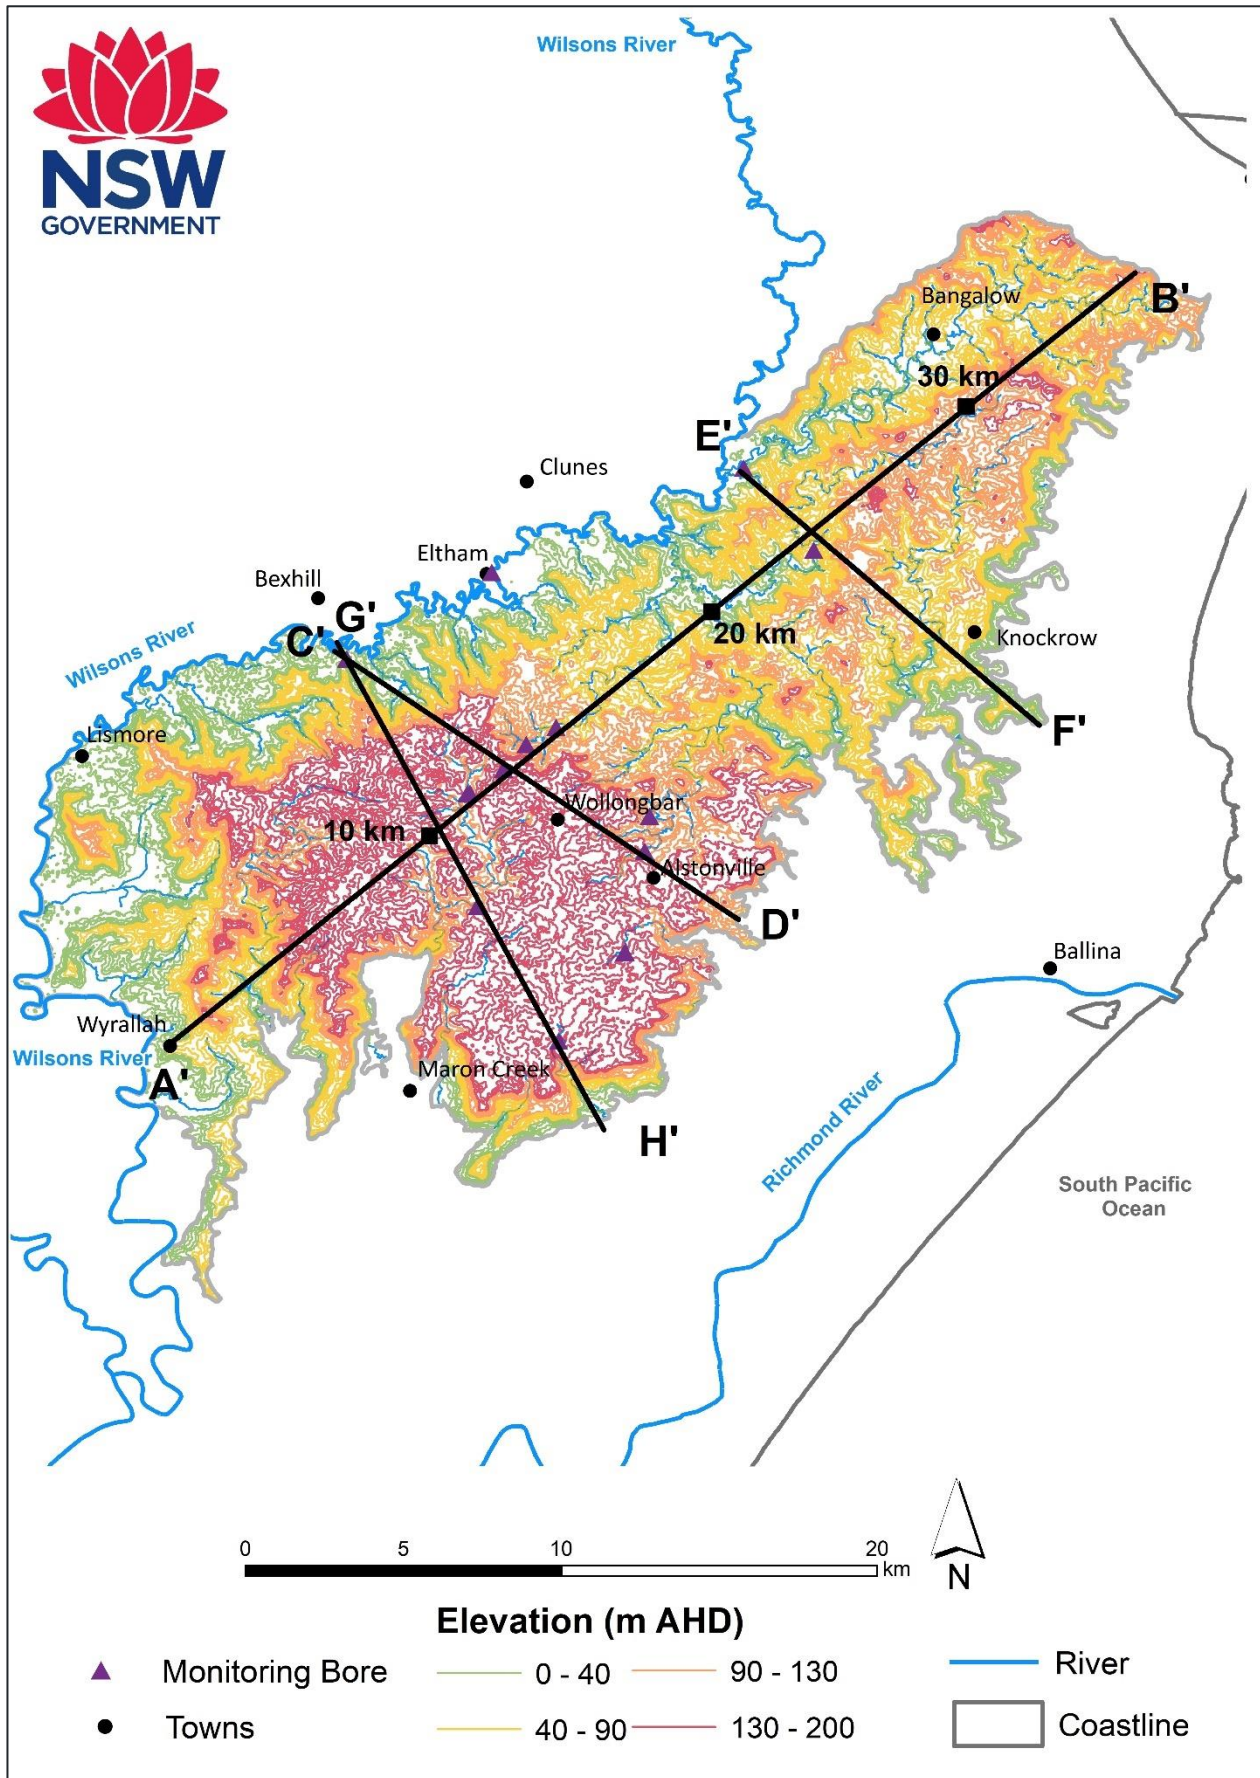 Wilsons River
NSW
GOVERNMENT
Bangalow
B'
30 km
E'
Clunes
Eltham
Bexhill
G'
C'
20 km
Knockrow
Wilsons River
F'
Lismore
Wollongbar
10 km
Alstonville
D'
Ballina
Wyrallah
Wilsons River
A'
Maron Creek
H'
Richmond River
South Pacific
Ocean
0 5 10 20
km
N
Elevation (m AHD)
Monitoring Bore
0 - 40
90 - 130
River
Towns
40 - 90
130 - 200
Coastline